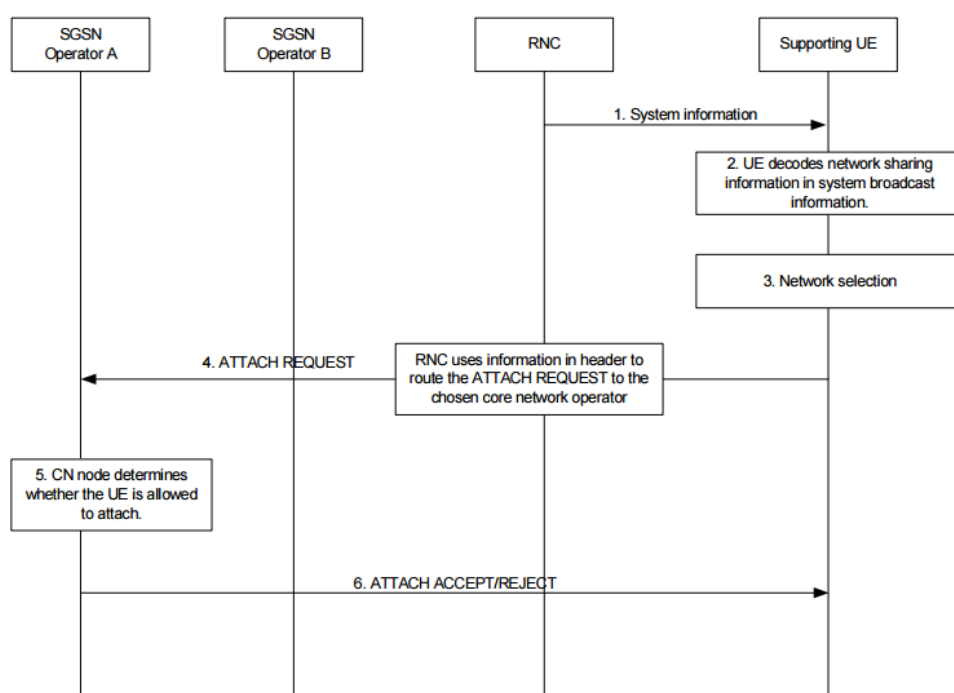 SGSN
Operator A
SGSN
Operator B
RNC
Supporting UE
1. System information
2. UE decodes network sharing
information in system broadcast
information.
3. Network selection
4. ATTACH REQUEST
RNC uses information in header to
route the ATTACH REQUEST to the
chosen core network operator
5. CN node determines
whether the UE is allowed
to attach.
6. ATTACH ACCEPT/REJECT